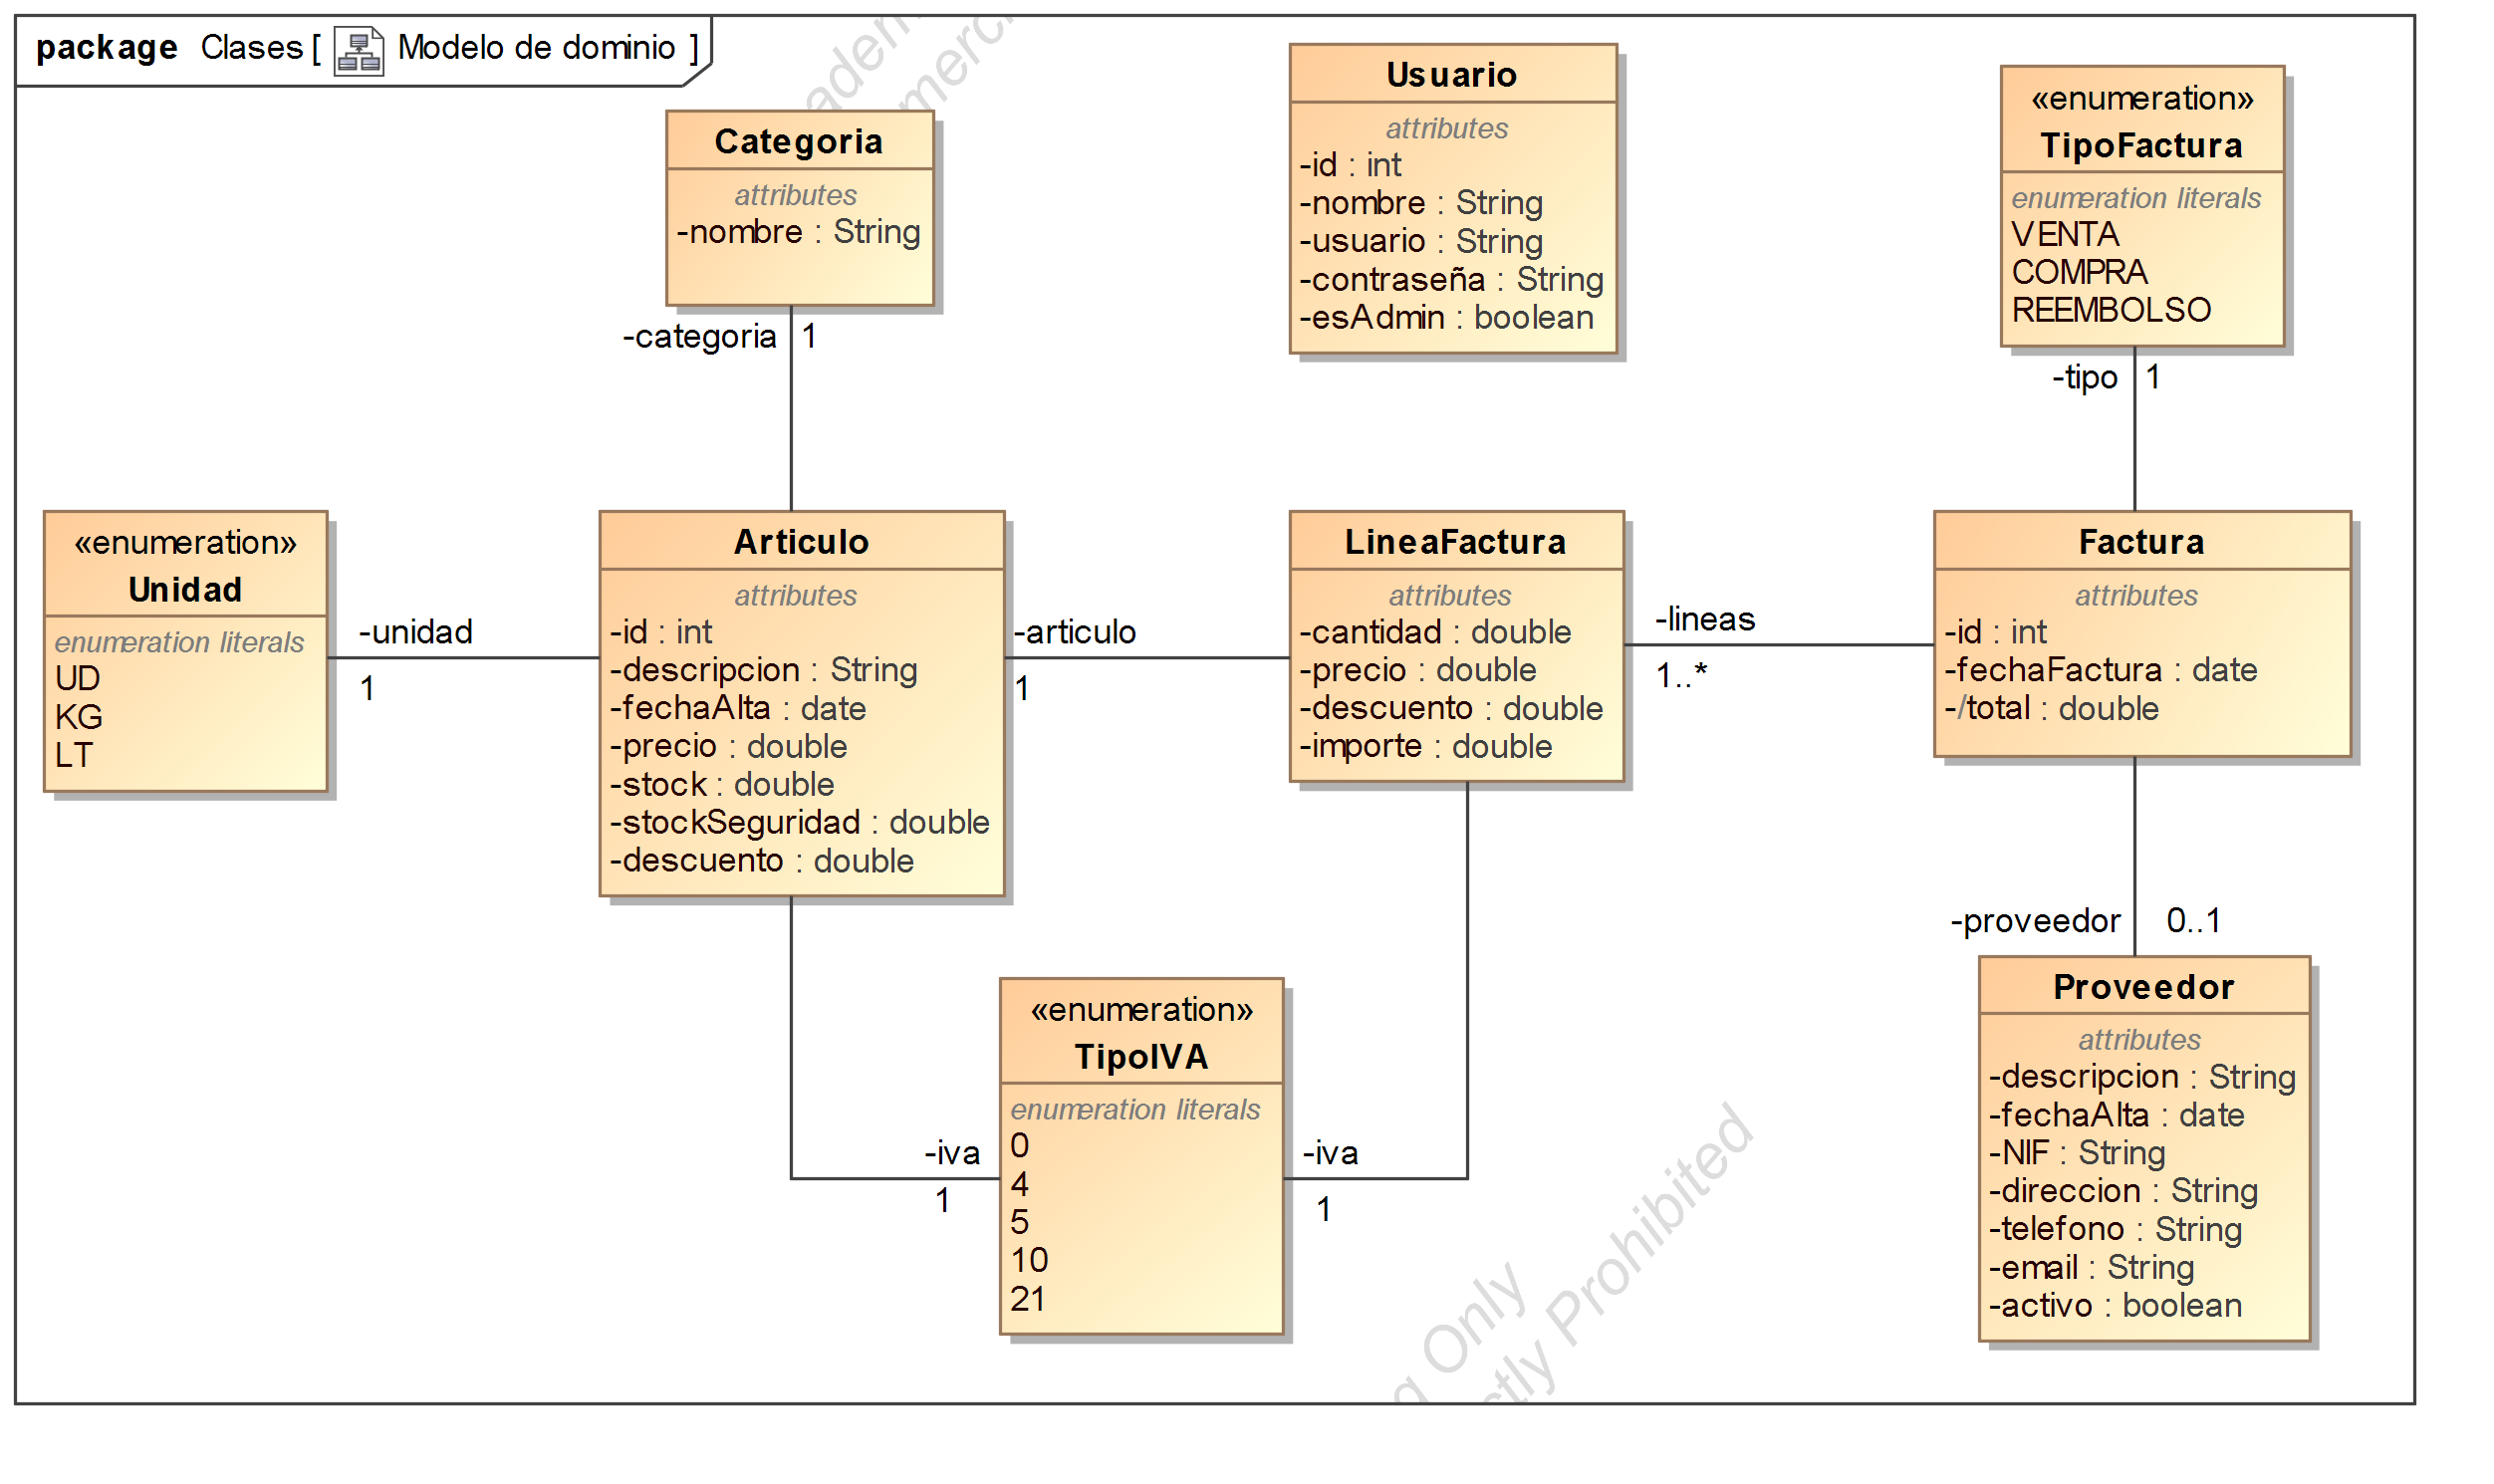 package Clases [ Modelo de dominio ]
Categoria
attributes
-nombre : String
-categoria 1
Usuario
attributes
-id : int
-nombre : String
-usuario : String
-contraseña : String
-esAdmin : boolean
«enumeration»
TipoFactura
enumeration literals
VENTA
COMPRA
REEMBOLSO
-tipo 1
«enumeration»
Unidad
enumeration literals
UD
KG
LT
-unidad
1
Articulo
attributes
-id : int
-descripcion : String
-fechaAlta : date
-precio : double
-stock : double
-stockSeguridad : double
-descuento : double
-articulo
1
LineaFactura
attributes
-cantidad : double
-precio : double
-descuento : double
-importe : double
-lineas
1..*
Factura
attributes
-id : int
-fechaFactura : date
-/total : double
-proveedor 0..1
«enumeration»
TipoIVA
enumeration literals
0
4
5
10
21
-iva
1
-iva
1
Proveedor
attributes
-descripcion : String
-fechaAlta : date
-NIF : String
-direccion : String
-telefono : String
-email : String
-activo : boolean
Only
Prohibited